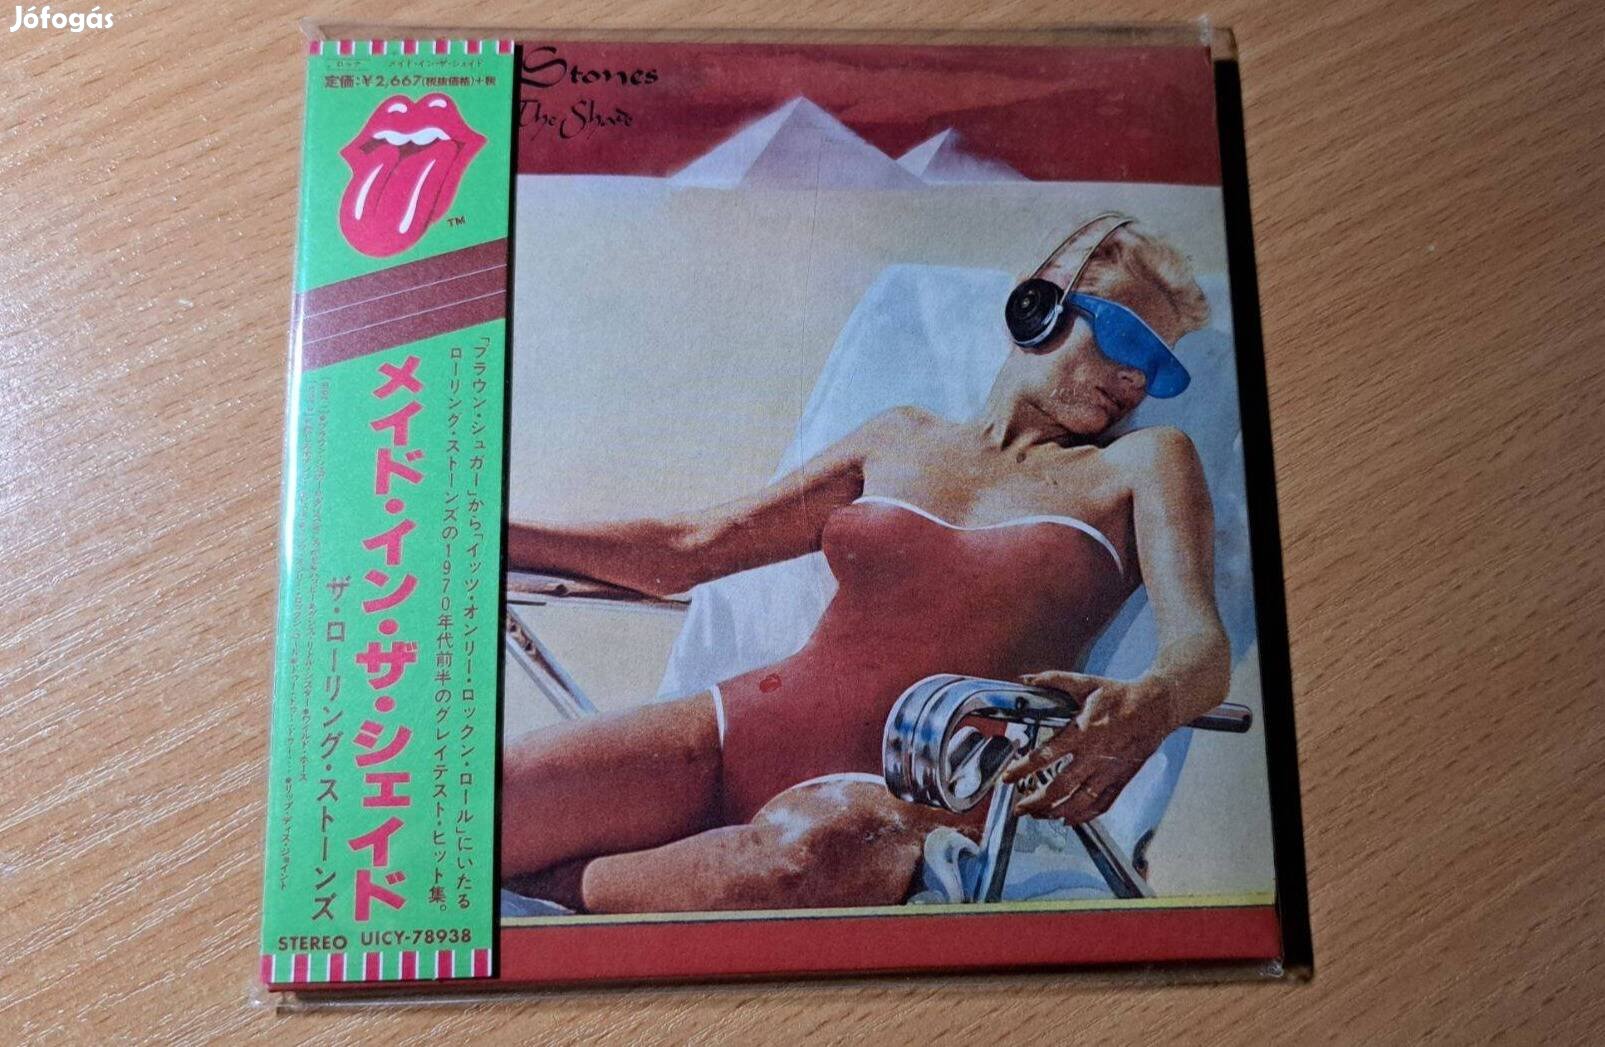 Jófogás
ロック
メイド・イン・ザ・シェイド
定価:¥2,667(税抜価格)+税
TM
「ブラウン・シュガー」から「イッツ・オンリー・ロックン・ロール」にいたる
ローリング・ストーンズの1970年代前半のグレイテスト・ヒット集。
メイド・イン・ザ・シェイド
ザ・ローリング・ストーンズ
STEREO UICY-78938
Stones
The Shade